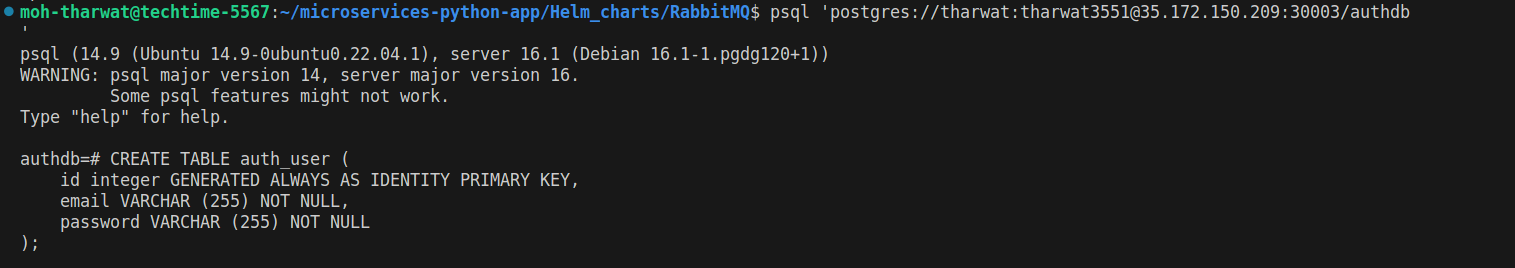 moh-tharwat@techtime-5567:~/microservices-python-app/Helm_charts/RabbitMQ$ psql 'postgres://tharwat:tharwat3551@35.172.150.209:30003/authdb
'
psql (14.9 (Ubuntu 14.9-0ubuntu0.22.04.1), server 16.1 (Debian 16.1-1.pgdg120+1))
WARNING: psql major version 14, server major version 16.
         Some psql features might not work.
Type "help" for help.

authdb=# CREATE TABLE auth_user (
    id integer GENERATED ALWAYS AS IDENTITY PRIMARY KEY,
    email VARCHAR (255) NOT NULL,
    password VARCHAR (255) NOT NULL
);